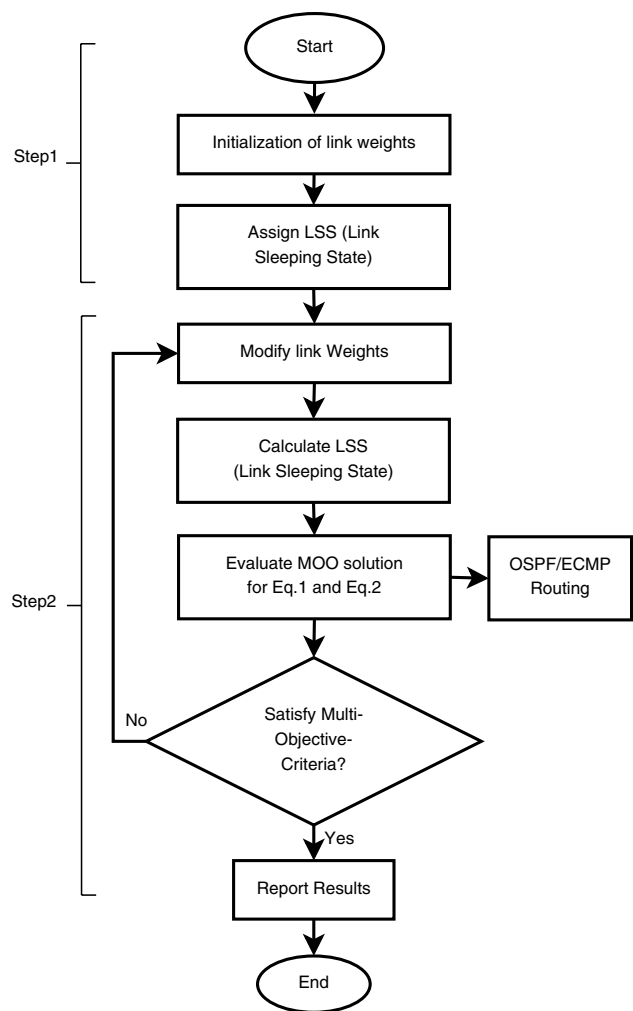 Start
Step1
Initialization of link weights
Assign LSS (Link
Sleeping State)
Step2
Modify link Weights
Calculate LSS
(Link Sleeping State)
Evaluate MOO solution
for Eq.1 and Eq.2
OSPF/ECMP
Routing
No
Satisfy Multi-
Objective-
Criteria?
Yes
Report Results
End